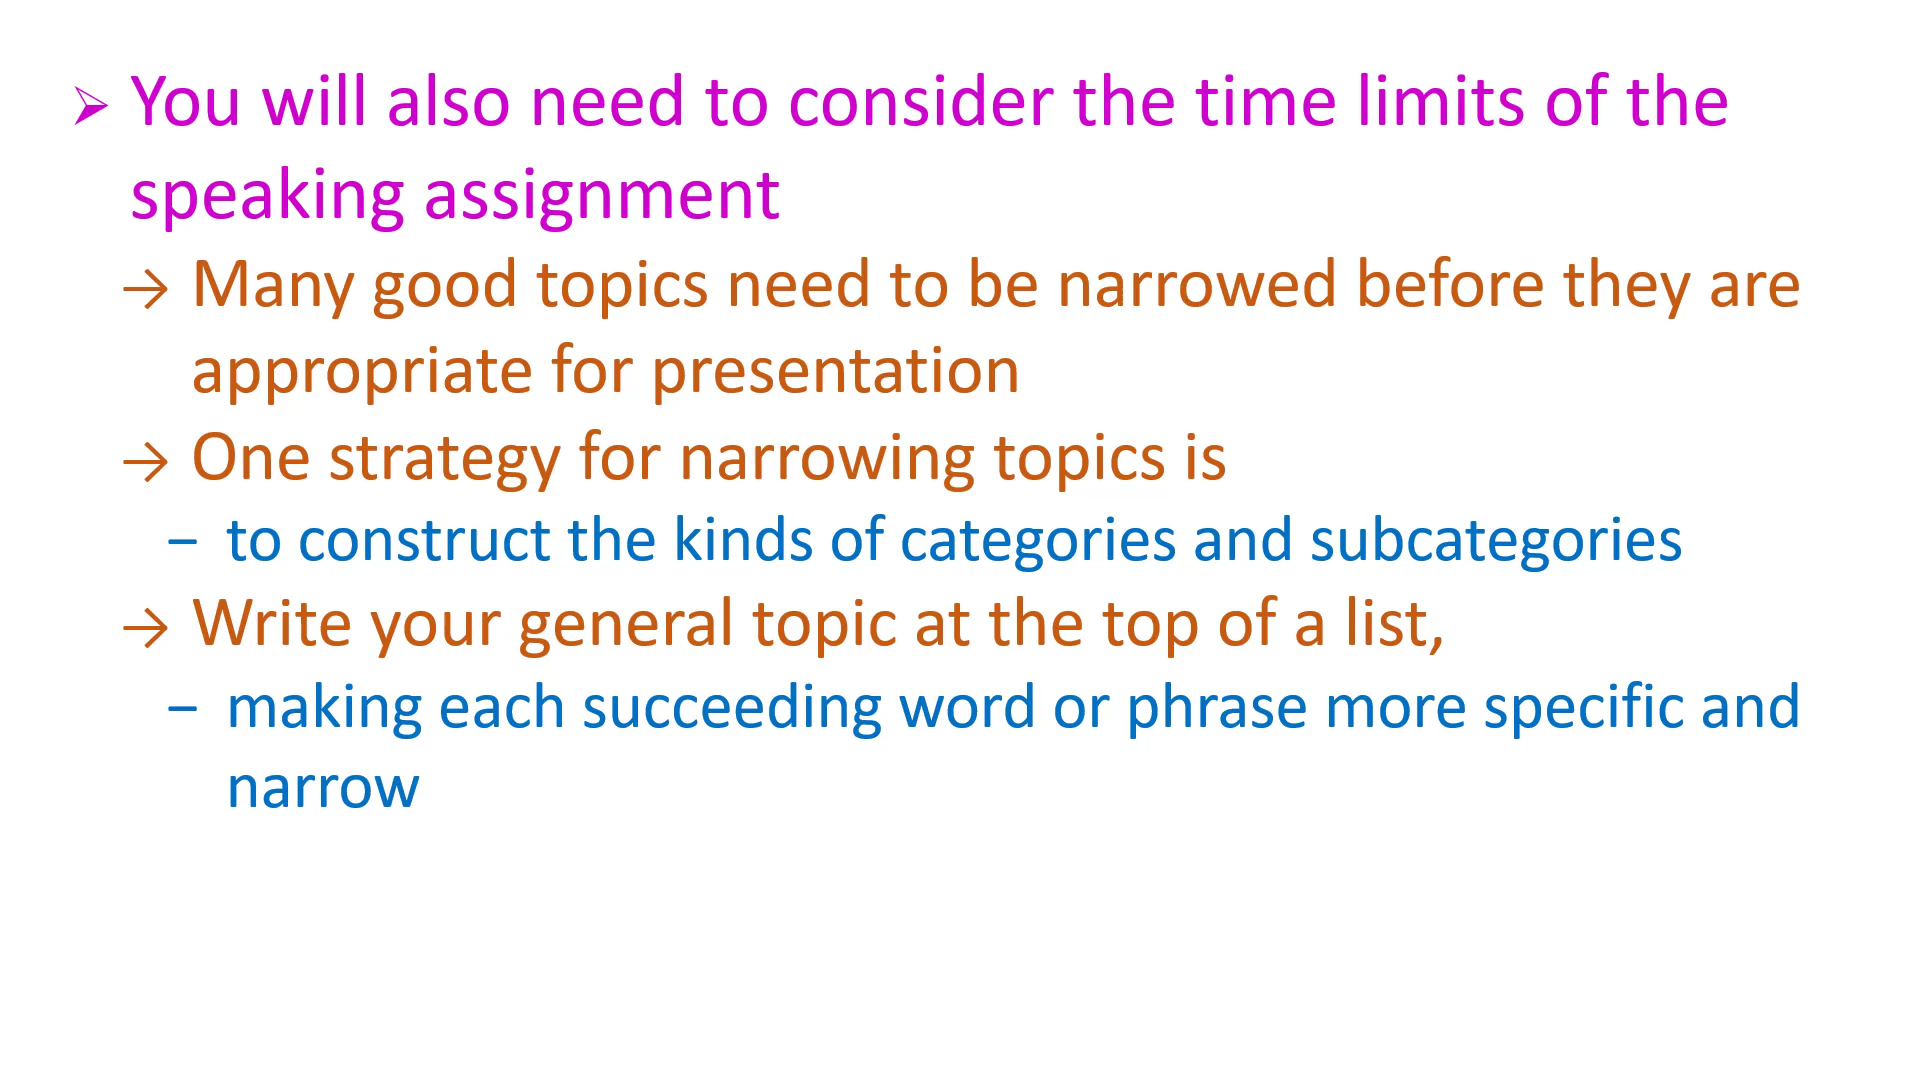 ➢ You will also need to consider the time limits of the
speaking assignment
→ Many good topics need to be narrowed before they are
appropriate for presentation
→ One strategy for narrowing topics is
– to construct the kinds of categories and subcategories
→ Write your general topic at the top of a list,
– making each succeeding word or phrase more specific and
narrow